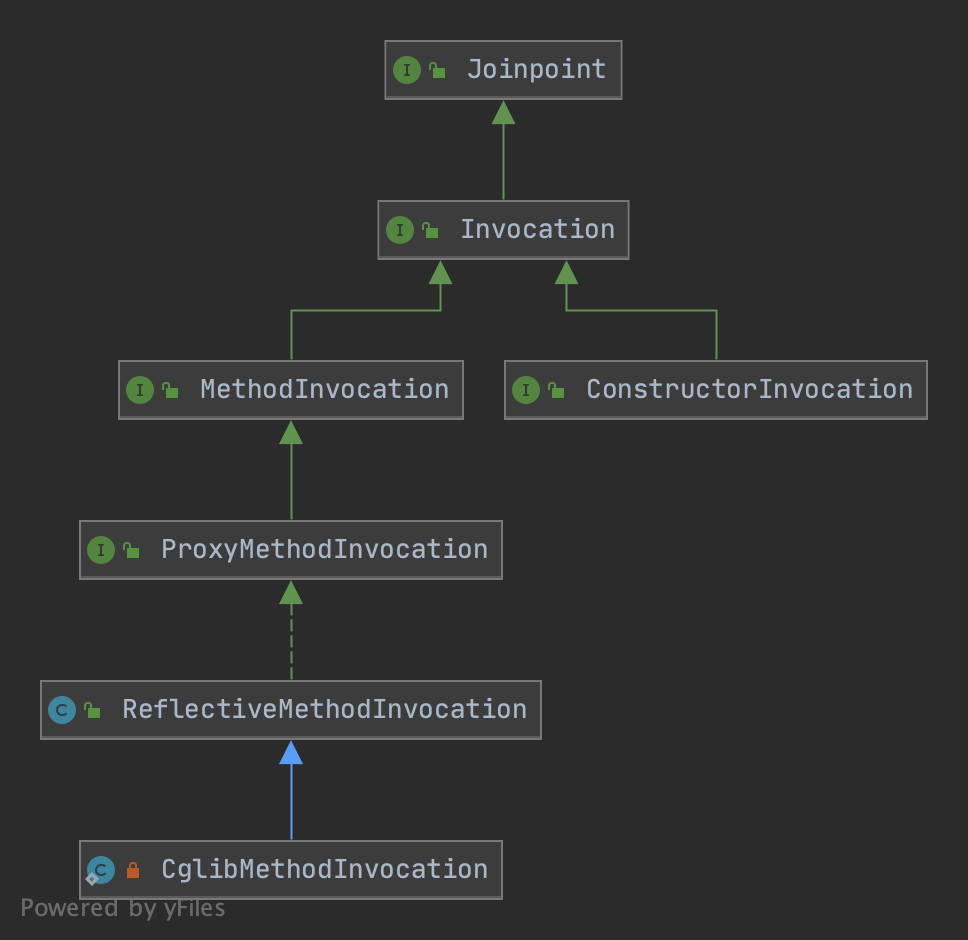 Joinpoint
Invocation
MethodInvocation
ConstructorInvocation
ProxyMethodInvocation
ReflectiveMethodInvocation
CglibMethodInvocation
Powered by yFiles